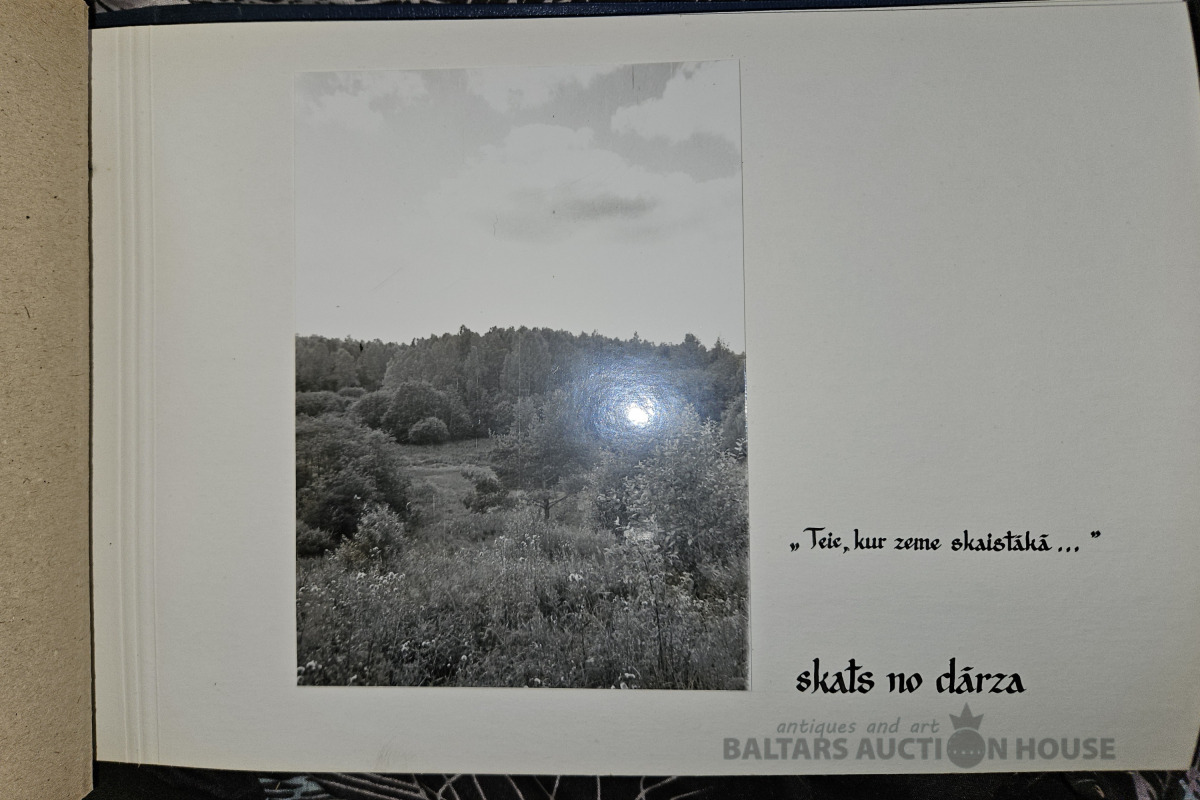 „Teic, kur zeme skaistākā..."
skats no dārza
antiques and art
BALTARS AUCTION HOUSE